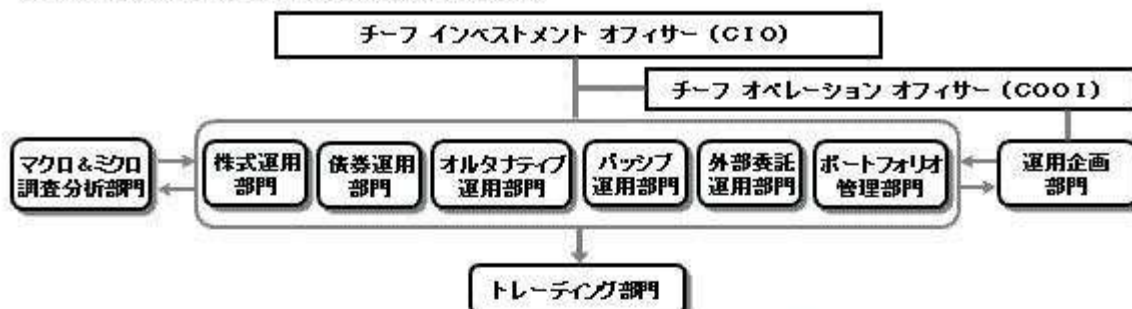 チーフ インベストメント オフィサー (CIO)
チーフ オペレーション オフィサー (COOI)
マクロ&ミクロ
調査分析部門
株式運用
部門
債券運用
部門
オルタナティブ
運用部門
パッシブ
運用部門
外部委託
運用部門
ポートフォリオ
管理部門
運用企画
部門
トレーディング部門